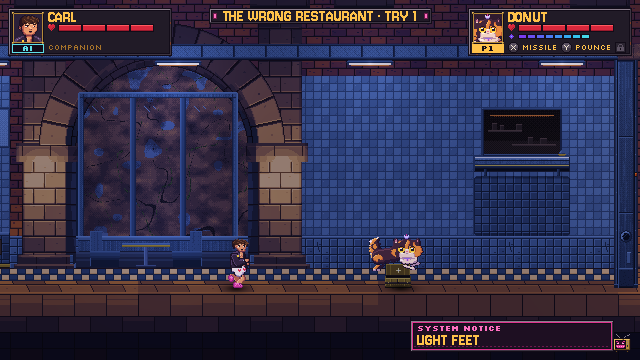 CARL
AI COMPANION
THE WRONG RESTAURANT · TRY 1
DONUT
P1 X MISSILE Y POUNCE
SYSTEM NOTICE
LIGHT FEET